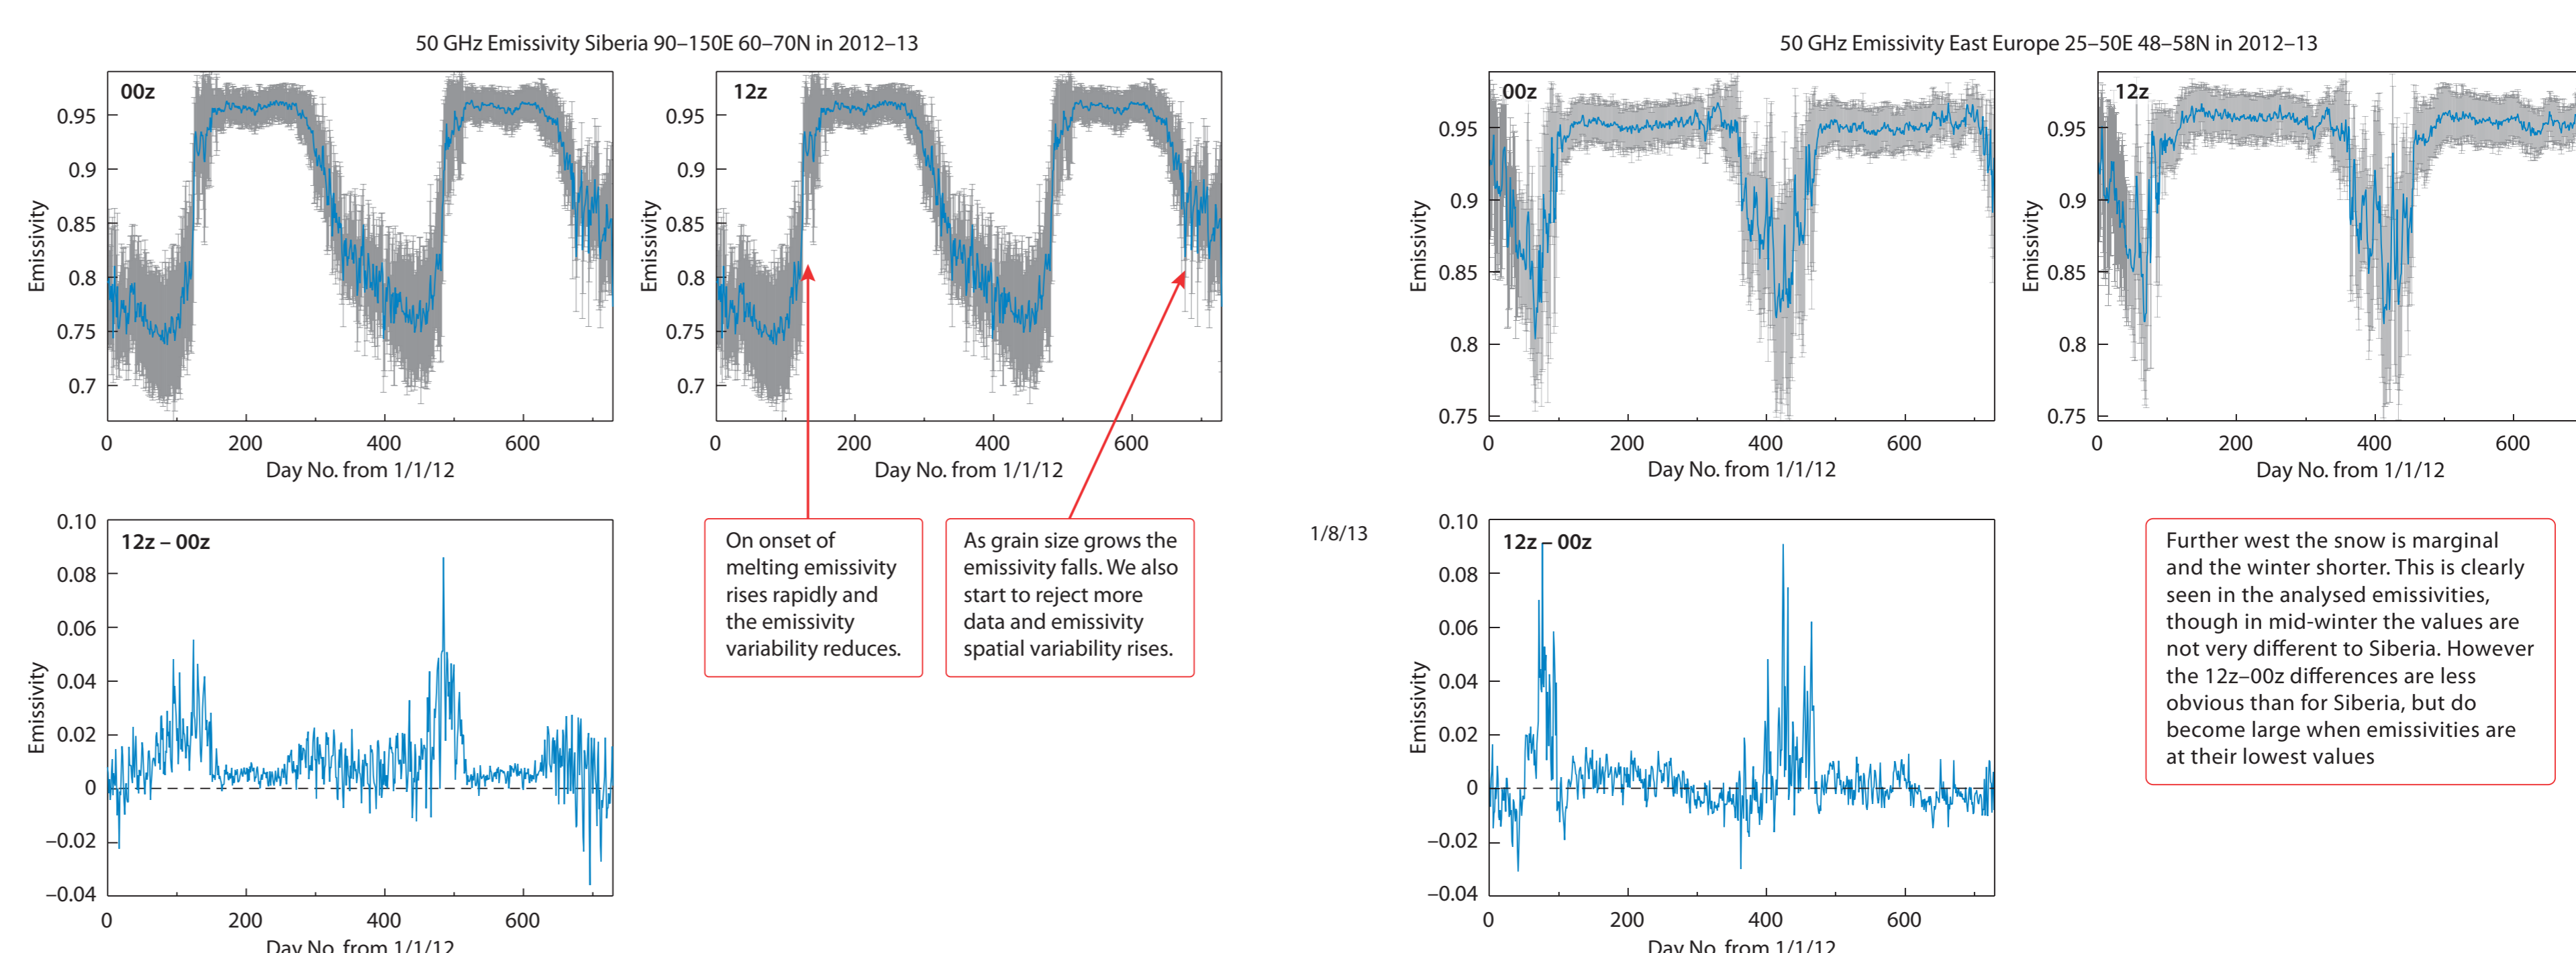 50 GHz Emissivity Siberia 90–150E 60–70N in 2012–13
00z
0.95
0.9
0.85
0.8
0.75
0.7
Emissivity
0 200 400 600
Day No. from 1/1/12
12z
0.95
0.9
0.85
0.8
0.75
0.7
Emissivity
0 200 400 600
Day No. from 1/1/12
12z – 00z
0.10
0.08
0.06
0.04
0.02
0
–0.02
–0.04
Emissivity
0 200 400 600
Day No. from 1/1/12
On onset of
melting emissivity
rises rapidly and
the emissivity
variability reduces.
As grain size grows the
emissivity falls. We also
start to reject more
data and emissivity
spatial variability rises.
1/8/13
50 GHz Emissivity East Europe 25–50E 48–58N in 2012–13
00z
0.95
0.9
0.85
0.8
0.75
Emissivity
0 200 400 600
Day No. from 1/1/12
12z
0.95
0.9
0.85
0.8
0.75
Emissivity
0 200 400 600
Day No. from 1/1/12
12z – 00z
0.10
0.08
0.06
0.04
0.02
0
–0.02
–0.04
Emissivity
0 200 400 600
Day No. from 1/1/12
Further west the snow is marginal
and the winter shorter. This is clearly
seen in the analysed emissivities,
though in mid-winter the values are
not very different to Siberia. However
the 12z–00z differences are less
obvious than for Siberia, but do
become large when emissivities are
at their lowest values